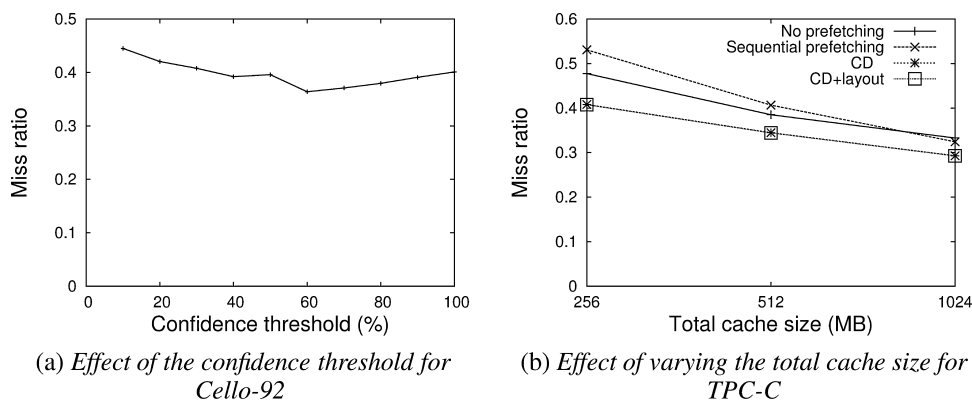 0.5
0.4
0.3
0.2
0.1
0
Miss ratio
0 20 40 60 80 100
Confidence threshold (%)
(a) Effect of the confidence threshold for
Cello-92
0.6
0.5
0.4
0.3
0.2
0.1
0
Miss ratio
No prefetching
Sequential prefetching
CD
CD+layout
256 512 1024
Total cache size (MB)
(b) Effect of varying the total cache size for
TPC-C